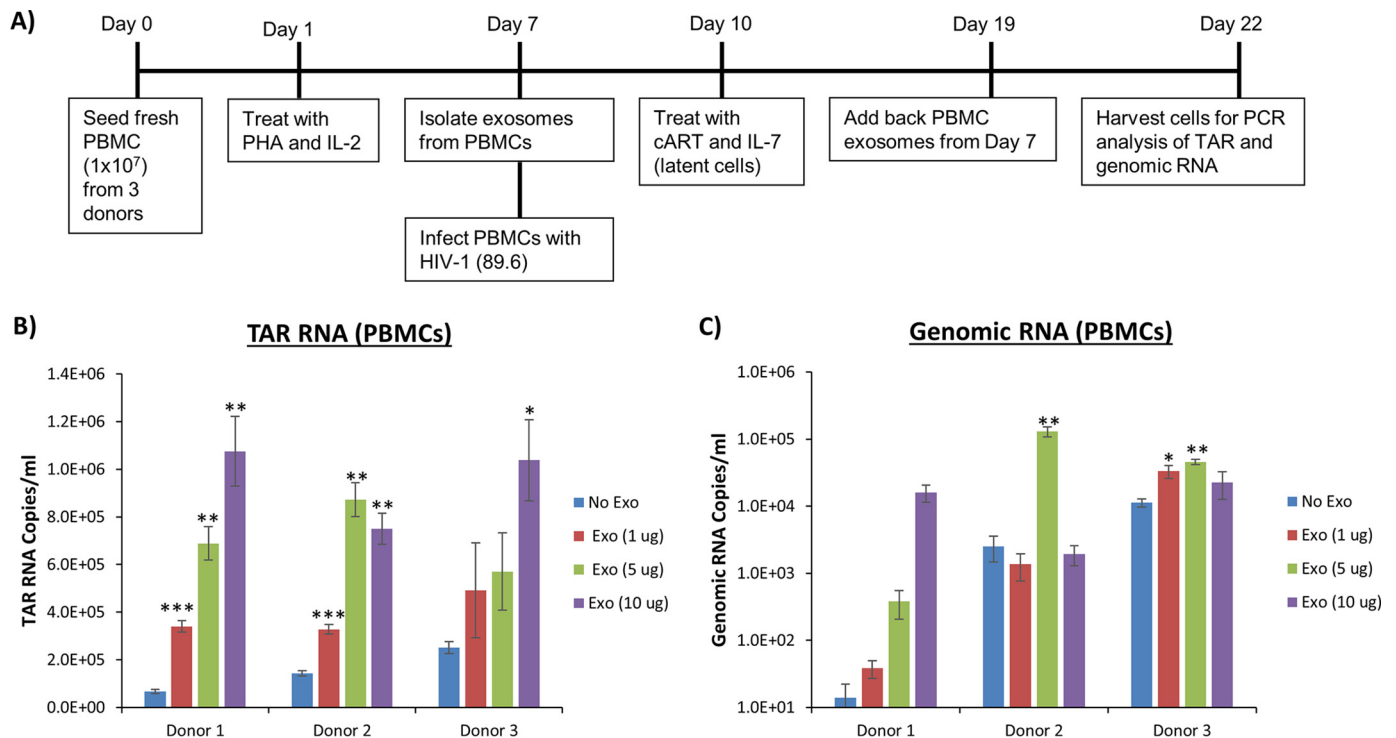 A)
Day 0
Day 1
Day 7
Day 10
Day 19
Day 22
Seed fresh
PBMC
(1x10⁷)
from 3
donors
Treat with
PHA and IL-2
Isolate exosomes
from PBMCs
Infect PBMCs with
HIV-1 (89.6)
Treat with
cART and IL-7
(latent cells)
Add back PBMC
exosomes from Day 7
Harvest cells for PCR
analysis of TAR and
genomic RNA
B)
TAR RNA (PBMCs)
TAR RNA Copies/ml
1.4E+06
1.2E+06
1.0E+06
8.0E+05
6.0E+05
4.0E+05
2.0E+05
0.0E+00
***
**
**
***
**
**
*
Donor 1
Donor 2
Donor 3
No Exo
Exo (1 ug)
Exo (5 ug)
Exo (10 ug)
C)
Genomic RNA (PBMCs)
Genomic RNA Copies/ml
1.0E+06
1.0E+05
1.0E+04
1.0E+03
1.0E+02
1.0E+01
**
*
**
Donor 1
Donor 2
Donor 3
No Exo
Exo (1 ug)
Exo (5 ug)
Exo (10 ug)